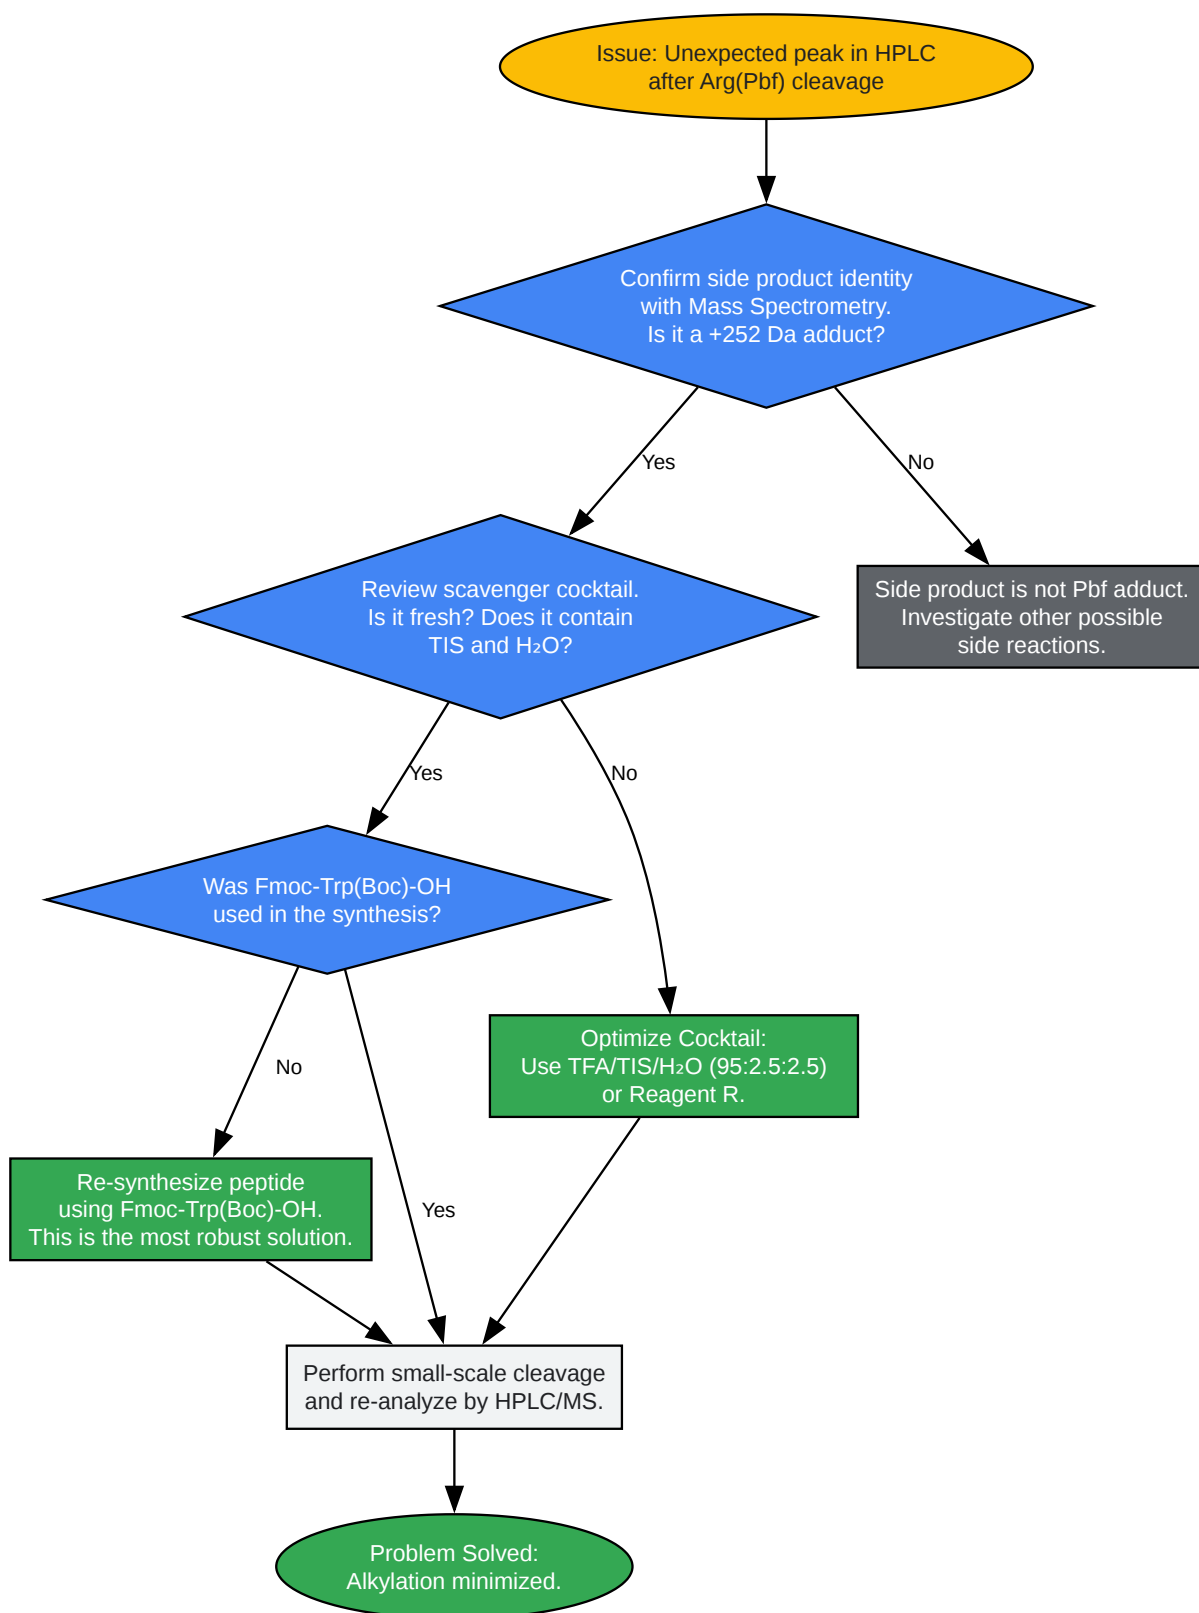 Issue: Unexpected peak in HPLC
after Arg(Pbf) cleavage
Confirm side product identity
with Mass Spectrometry.
Is it a +252 Da adduct?
Yes
No
Review scavenger cocktail.
Is it fresh? Does it contain
TIS and H₂O?
Side product is not Pbf adduct.
Investigate other possible
side reactions.
Yes
No
Was Fmoc-Trp(Boc)-OH
used in the synthesis?
Optimize Cocktail:
Use TFA/TIS/H₂O (95:2.5:2.5)
or Reagent R.
No
Yes
Re-synthesize peptide
using Fmoc-Trp(Boc)-OH.
This is the most robust solution.
Perform small-scale cleavage
and re-analyze by HPLC/MS.
Problem Solved:
Alkylation minimized.